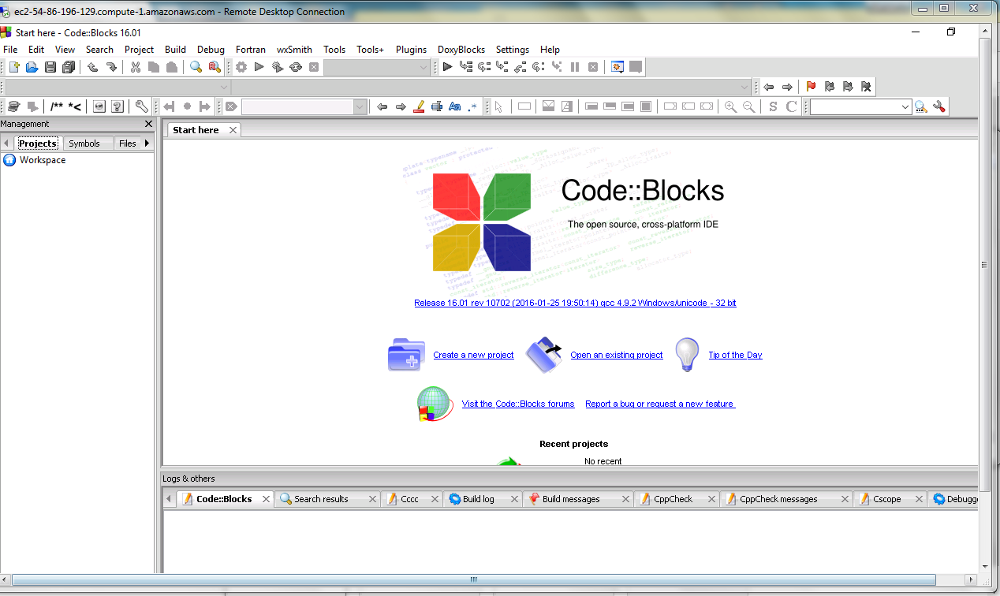 ec2-54-86-196-129.compute-1.amazonaws.com - Remote Desktop Connection
Start here - Code::Blocks 16.01
File Edit View Search Project Build Debug Fortran wxSmith Tools Tools+ Plugins DoxyBlocks Settings Help
/** *<
Aa .*
S C
Management
Start here
Projects Symbols Files
Workspace
Code::Blocks
The open source, cross-platform IDE
Release 16.01 rev 10702 (2016-01-25 19:50:14) gcc 4.9.2 Windows/unicode - 32 bit
Create a new project Open an existing project Tip of the Day
Visit the Code::Blocks forums Report a bug or request a new feature
Recent projects
No recent
Logs & others
Code::Blocks Search results Cccc Build log Build messages CppCheck CppCheck messages Cscope Debugge